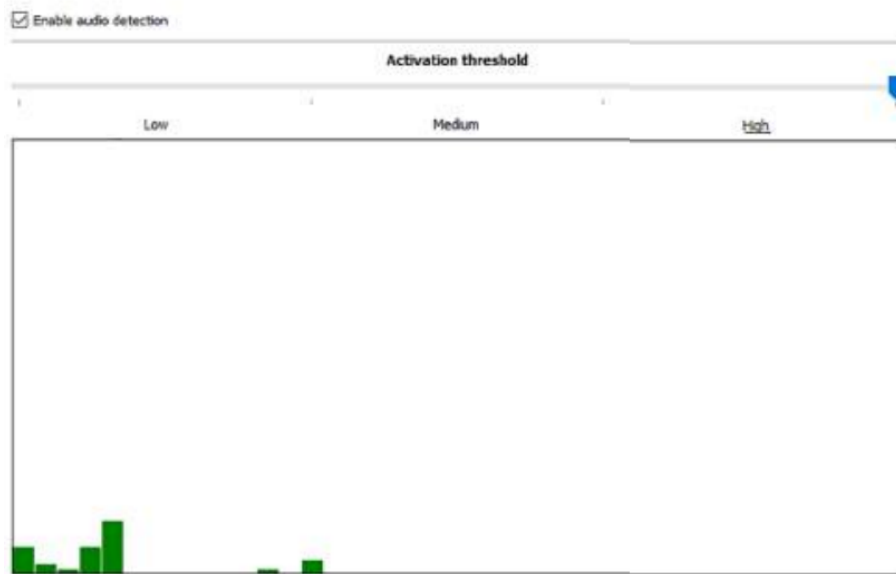 Enable audio detection
Activation threshold
Low Medium High